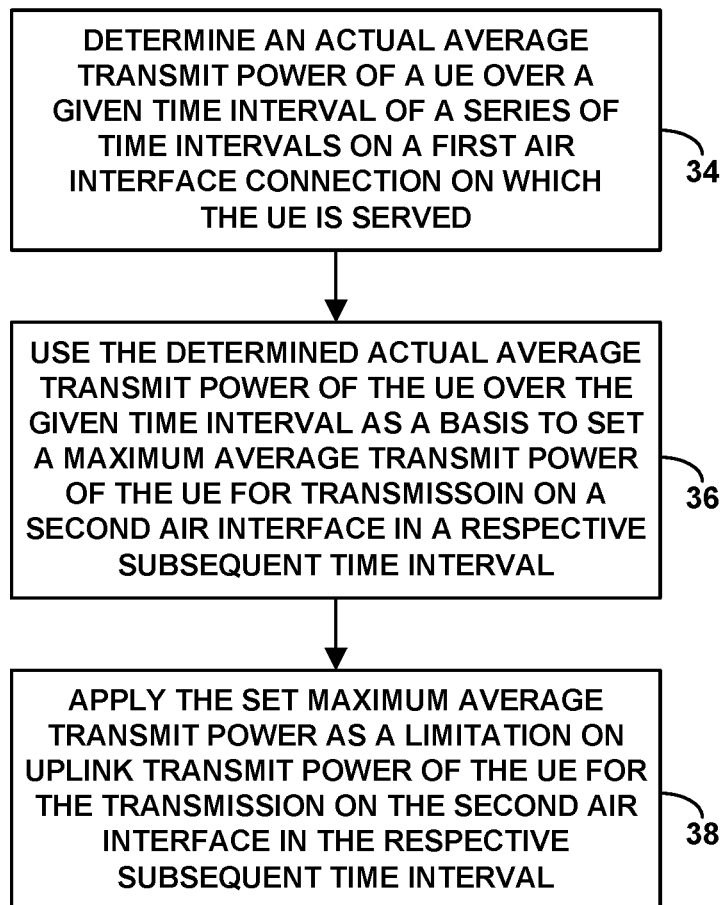 DETERMINE AN ACTUAL AVERAGE
TRANSMIT POWER OF A UE OVER A
GIVEN TIME INTERVAL OF A SERIES OF
TIME INTERVALS ON A FIRST AIR
INTERFACE CONNECTION ON WHICH
THE UE IS SERVED
34
USE THE DETERMINED ACTUAL AVERAGE
TRANSMIT POWER OF THE UE OVER THE
GIVEN TIME INTERVAL AS A BASIS TO SET
A MAXIMUM AVERAGE TRANSMIT POWER
OF THE UE FOR TRANSMISSOIN ON A
SECOND AIR INTERFACE IN A RESPECTIVE
SUBSEQUENT TIME INTERVAL
36
APPLY THE SET MAXIMUM AVERAGE
TRANSMIT POWER AS A LIMITATION ON
UPLINK TRANSMIT POWER OF THE UE FOR
THE TRANSMISSION ON THE SECOND AIR
INTERFACE IN THE RESPECTIVE
SUBSEQUENT TIME INTERVAL
38